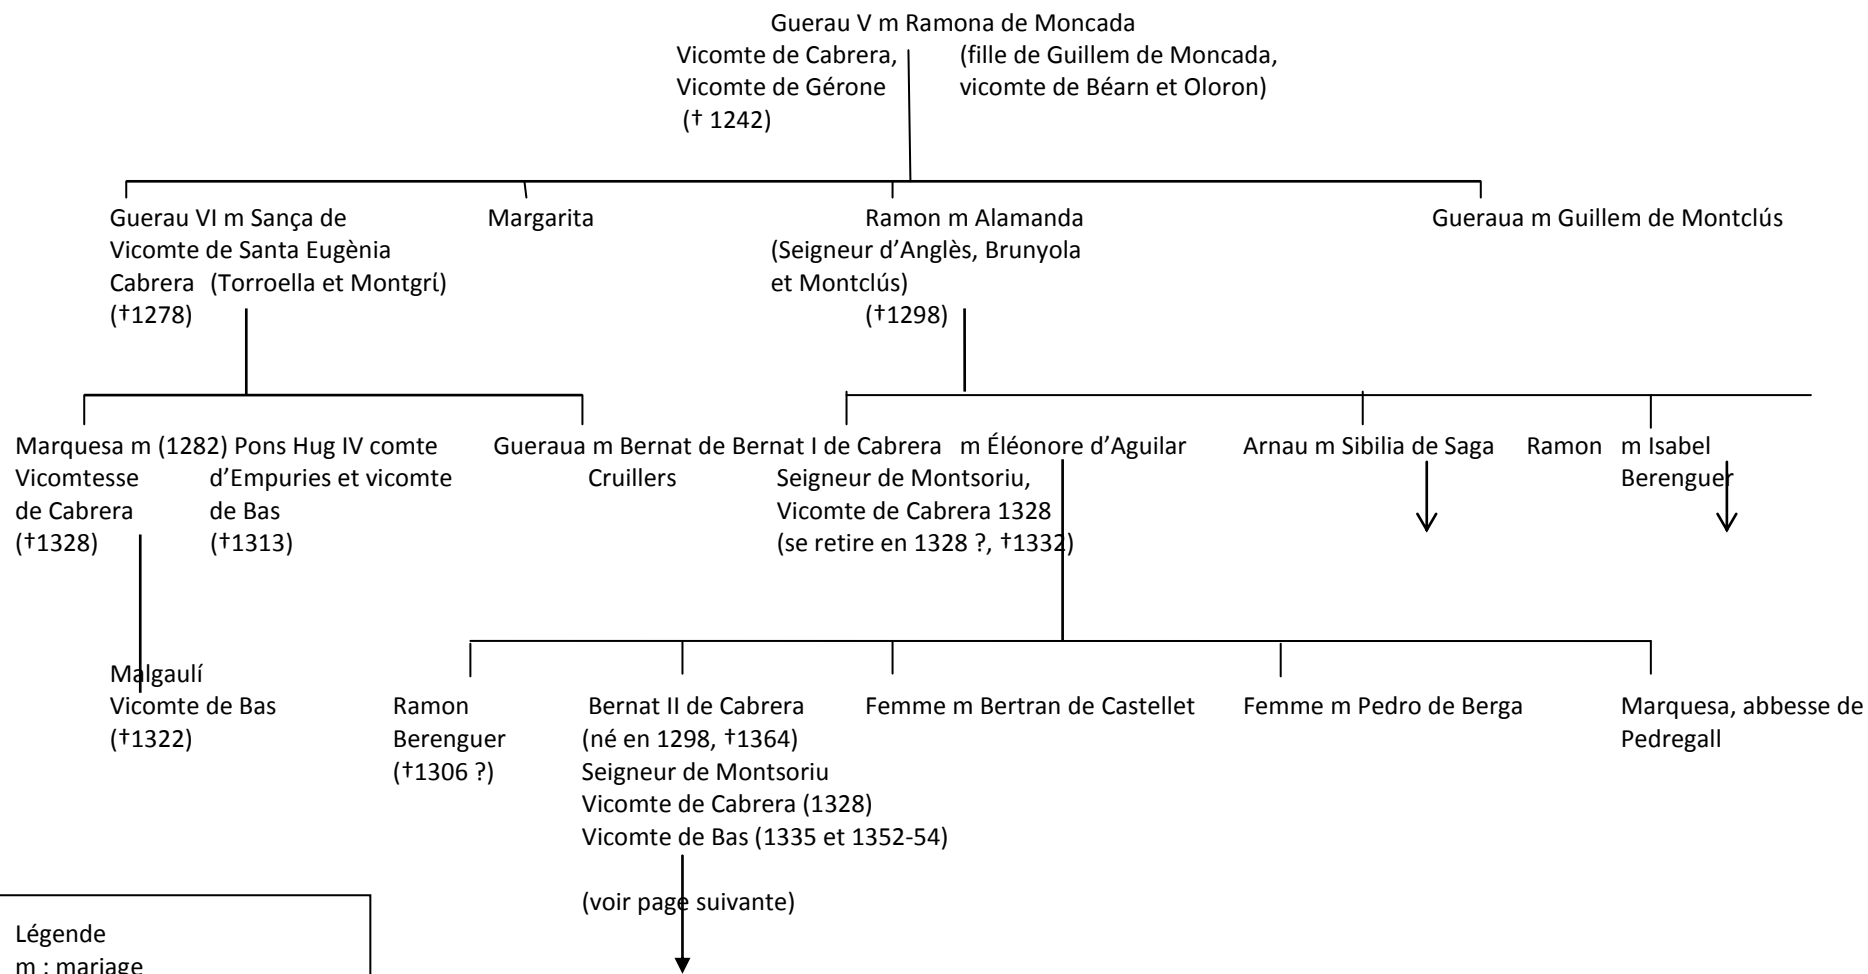 Guerau V m Ramona de Moncada
Vicomte de Cabrera, (fille de Guillem de Moncada,
Vicomte de Gérone vicomte de Béarn et Oloron)
(† 1242)
Guerau VI m Sança de Margarita Ramon m Alamanda Gueraua m Guillem de Montclús
Vicomte de Santa Eugènia (Seigneur d’Anglès, Brunyola
Cabrera (Torroella et Montgrí) et Montclús)
(†1278) (†1298)
Marquesa m (1282) Pons Hug IV comte Gueraua m Bernat de Bernat I de Cabrera m Éléonore d’Aguilar Arnau m Sibilia de Saga Ramon m Isabel
Vicomtesse d’Empuries et vicomte Cruillers Seigneur de Montsoriu, Berenguer
de Cabrera de Bas Vicomte de Cabrera 1328
(†1328) (†1313) (se retire en 1328 ?, †1332)
Malgaulí
Vicomte de Bas Ramon Bernat II de Cabrera Femme m Bertran de Castellet Femme m Pedro de Berga Marquesa, abbesse de
(†1322) Berenguer (né en 1298, †1364) Pedregall
(†1306 ?) Seigneur de Montsoriu
Vicomte de Cabrera (1328)
Vicomte de Bas (1335 et 1352-54)
(voir page suivante)
Légende
m : mariage